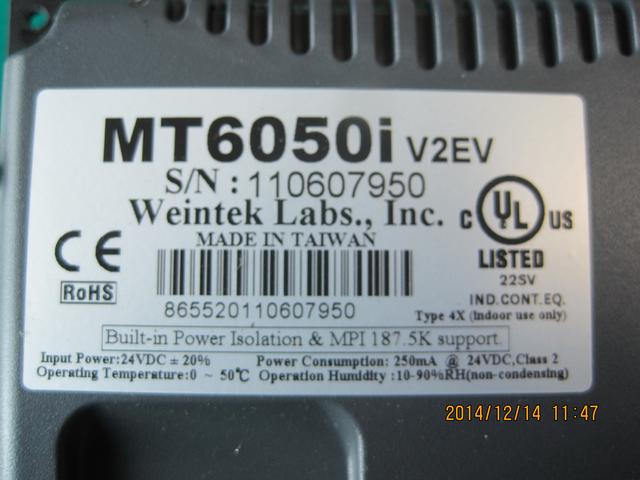 MT6050i V2EV
S/N : 110607950
Weintek Labs., Inc.
MADE IN TAIWAN
CE
RoHS
865520110607950
C UL US
LISTED
22SV
IND.CONT.EQ.
Type 4X (Indoor use only)
Built-in Power Isolation & MPI 187.5K support.
Input Power:24VDC ± 20% Power Consumption: 250mA @ 24VDC,Class 2
Operating Temperature:0 ~ 50℃ Operation Humidity :10-90%RH(non-condensing)
2014/12/14 11:47